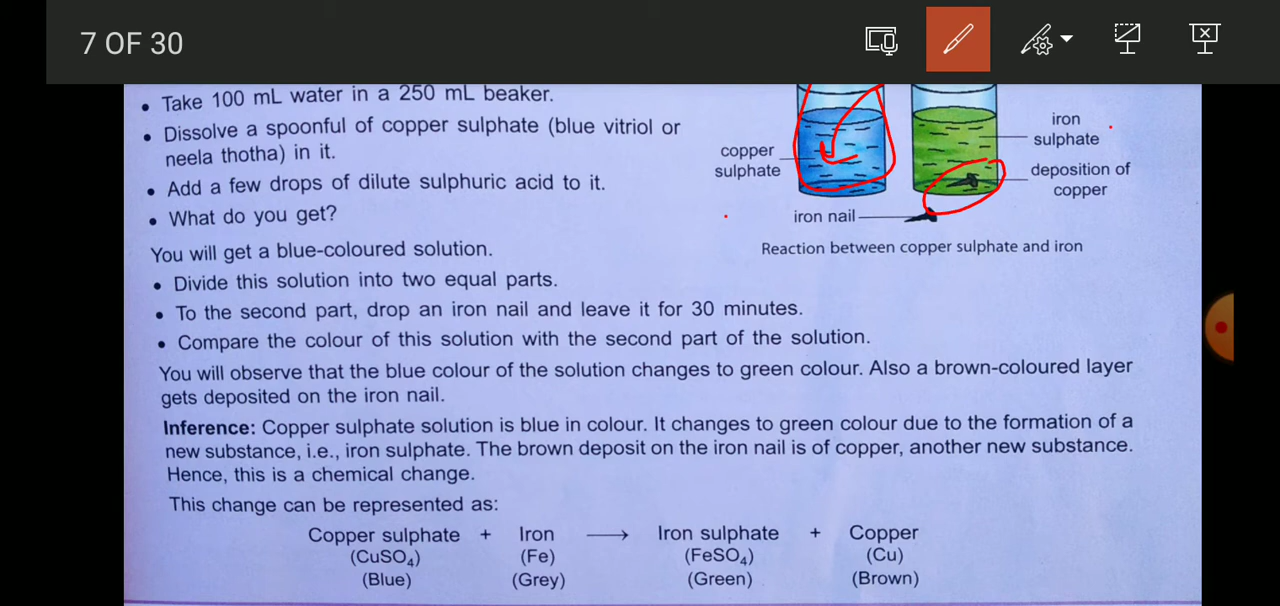 7 OF 30
• Take 100 mL water in a 250 mL beaker.
• Dissolve a spoonful of copper sulphate (blue vitriol or
neela thotha) in it.
• Add a few drops of dilute sulphuric acid to it.
• What do you get?
You will get a blue-coloured solution.
• Divide this solution into two equal parts.
• To the second part, drop an iron nail and leave it for 30 minutes.
• Compare the colour of this solution with the second part of the solution.
copper
sulphate
iron
sulphate
deposition of
copper
iron nail
Reaction between copper sulphate and iron
You will observe that the blue colour of the solution changes to green colour. Also a brown-coloured layer
gets deposited on the iron nail.
Inference: Copper sulphate solution is blue in colour. It changes to green colour due to the formation of a
new substance, i.e., iron sulphate. The brown deposit on the iron nail is of copper, another new substance.
Hence, this is a chemical change.
This change can be represented as:
Copper sulphate + Iron ⟶ Iron sulphate + Copper
(CuSO₄) (Fe) (FeSO₄) (Cu)
(Blue) (Grey) (Green) (Brown)